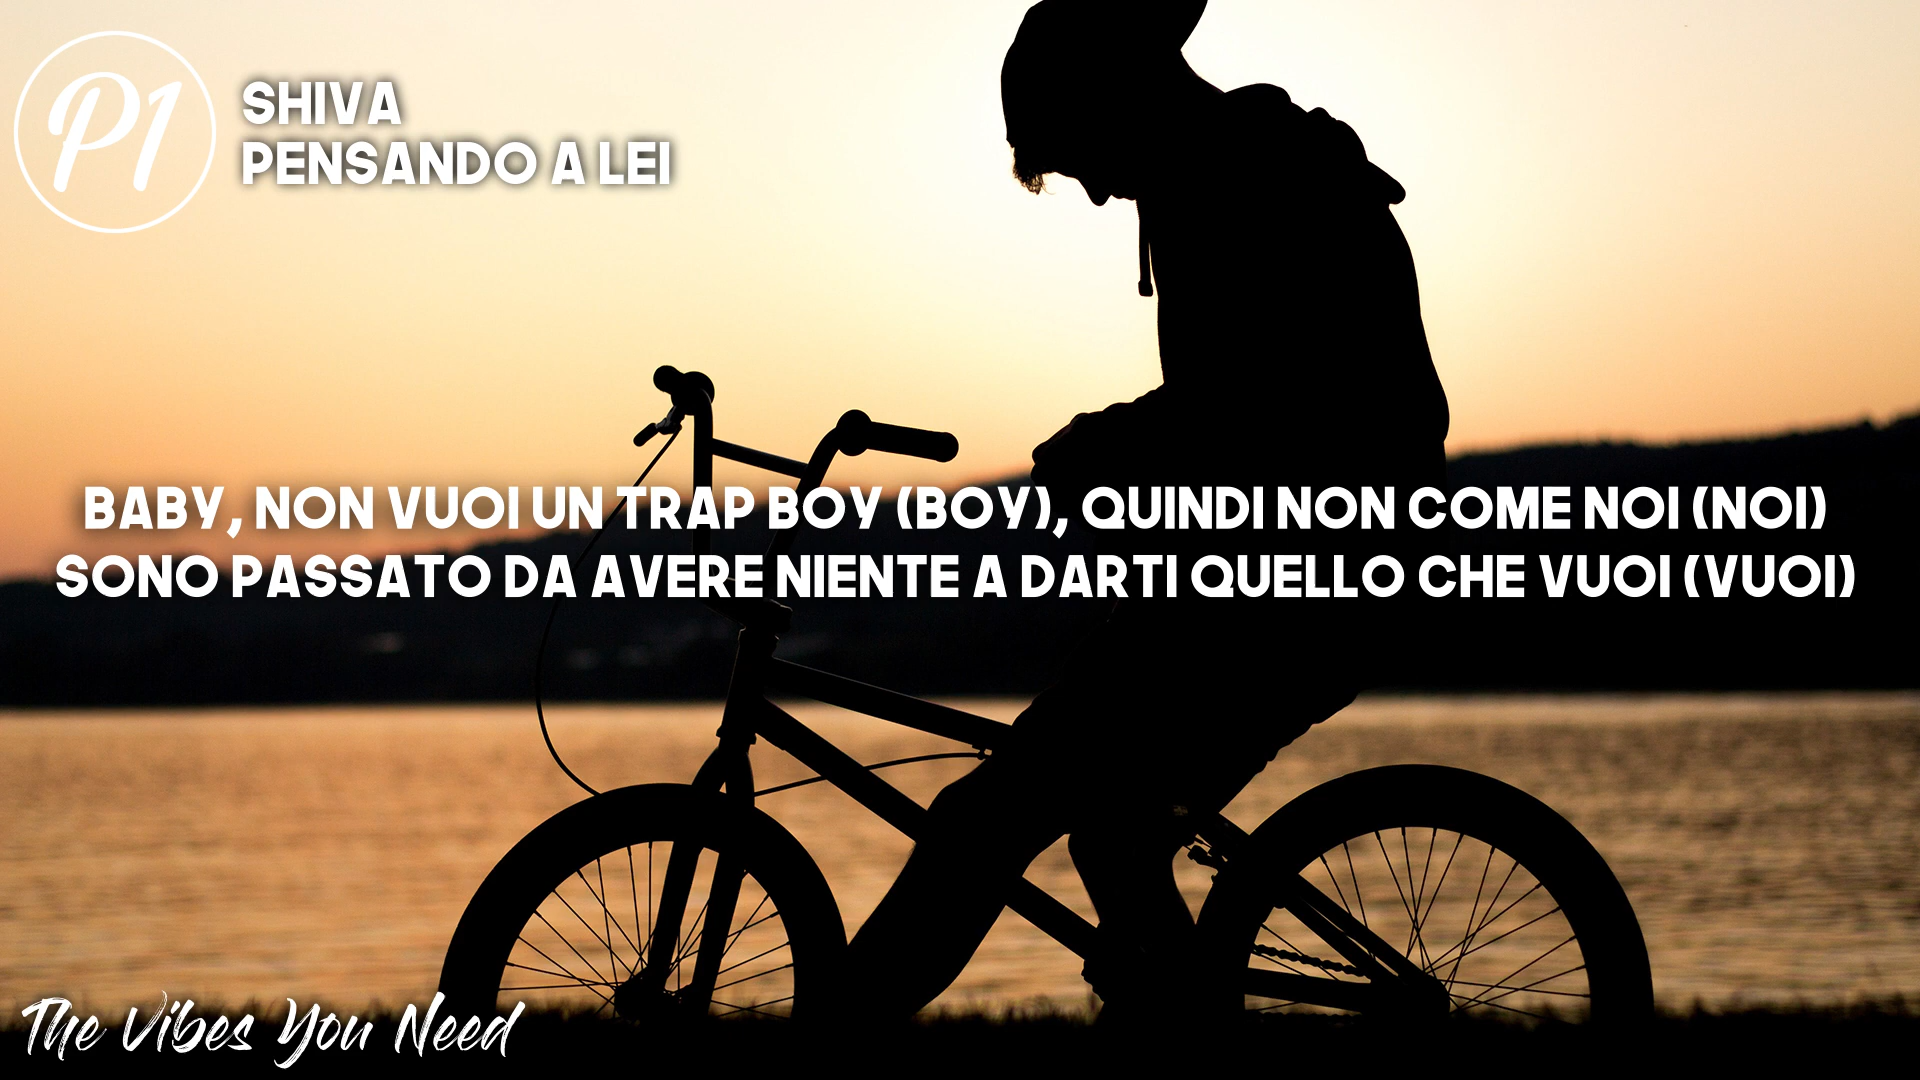 P1
SHIVA
PENSANDO A LEI
BABY, NON VUOI UN TRAP BOY (BOY), QUINDI NON COME NOI (NOI)
SONO PASSATO DA AVERE NIENTE A DARTI QUELLO CHE VUOI (VUOI)
The Vibes You Need